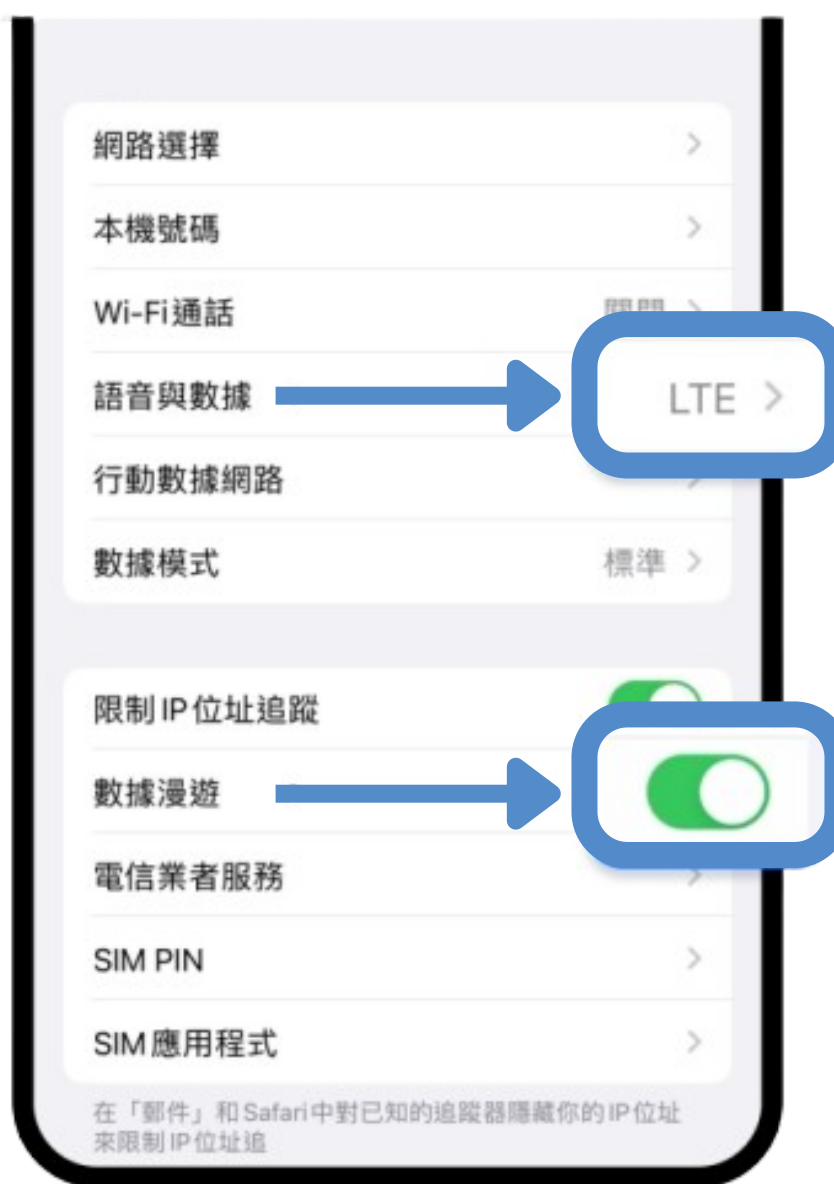 網路選擇
本機號碼
Wi-Fi通話
語音與數據 LTE
行動數據網路
數據模式 標準
限制IP位址追蹤
數據漫遊
電信業者服務
SIM PIN
SIM應用程式
在「郵件」和Safari中對已知的追蹤器隱藏你的IP位址
來限制IP位址追